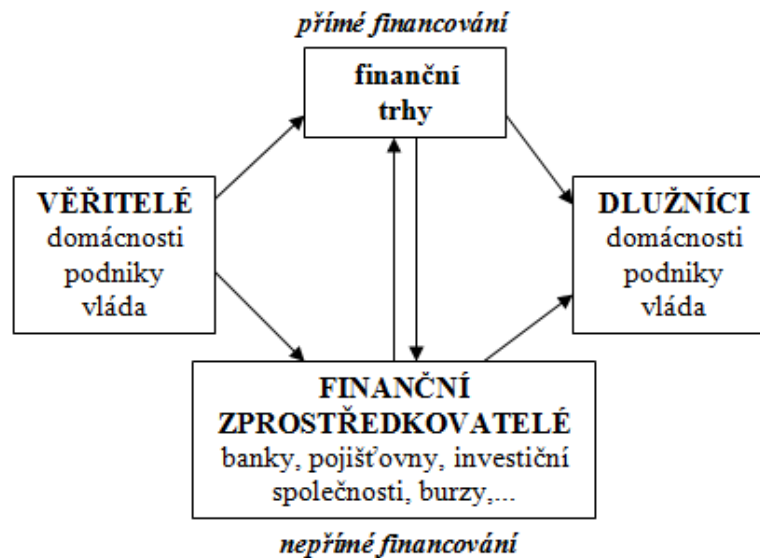 přímé financování
finanční
trhy
VĚŘITELÉ
domácnosti
podniky
vláda
DLUŽNÍCI
domácnosti
podniky
vláda
FINANČNÍ
ZPROSTŘEDKOVATELÉ
banky, pojišťovny, investiční
společnosti, burzy,...
nepřímé financování